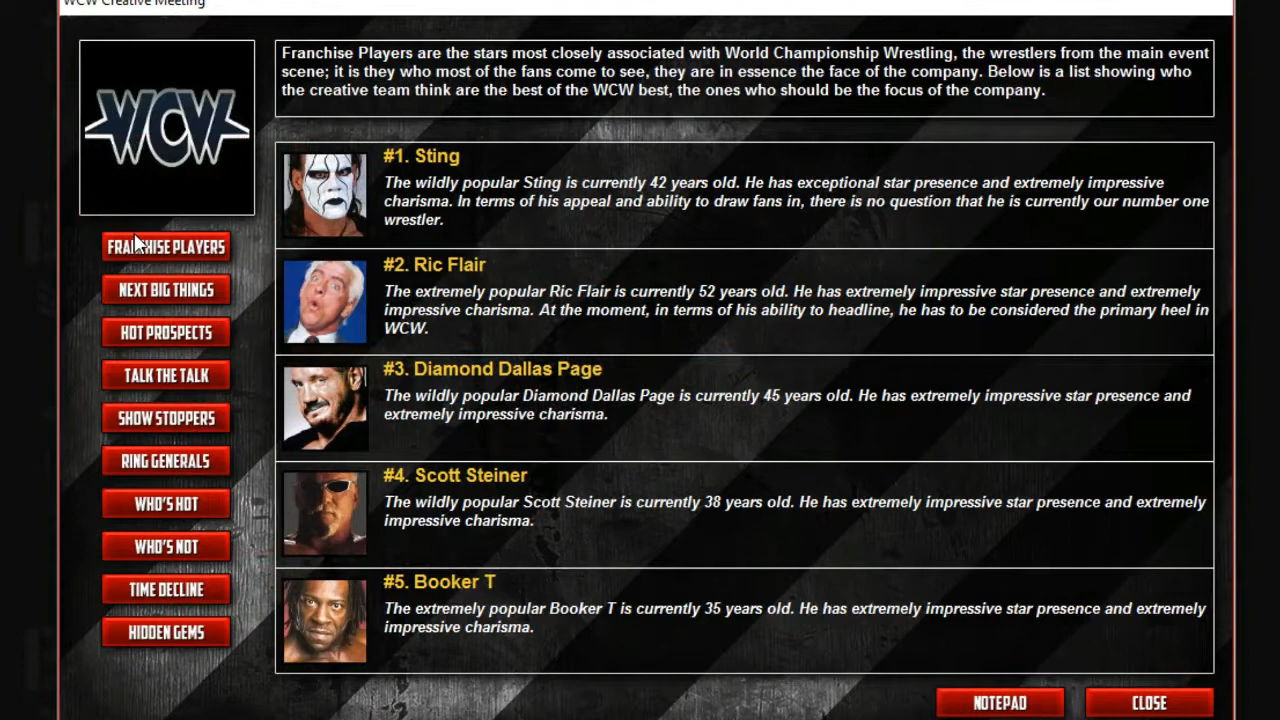 WCW Creative Meeting
WCW
Franchise Players are the stars most closely associated with World Championship Wrestling, the wrestlers from the main event
scene; it is they who most of the fans come to see, they are in essence the face of the company. Below is a list showing who
the creative team think are the best of the WCW best, the ones who should be the focus of the company.
FRANCHISE PLAYERS
NEXT BIG THINGS
HOT PROSPECTS
TALK THE TALK
SHOW STOPPERS
RING GENERALS
WHO'S HOT
WHO'S NOT
TIME DECLINE
HIDDEN GEMS
#1. Sting
The wildly popular Sting is currently 42 years old. He has exceptional star presence and extremely impressive
charisma. In terms of his appeal and ability to draw fans in, there is no question that he is currently our number one
wrestler.
#2. Ric Flair
The extremely popular Ric Flair is currently 52 years old. He has extremely impressive star presence and extremely
impressive charisma. At the moment, in terms of his ability to headline, he has to be considered the primary heel in
WCW.
#3. Diamond Dallas Page
The wildly popular Diamond Dallas Page is currently 45 years old. He has extremely impressive star presence and
extremely impressive charisma.
#4. Scott Steiner
The wildly popular Scott Steiner is currently 38 years old. He has extremely impressive star presence and extremely
impressive charisma.
#5. Booker T
The extremely popular Booker T is currently 35 years old. He has extremely impressive star presence and extremely
impressive charisma.
NOTEPAD
CLOSE